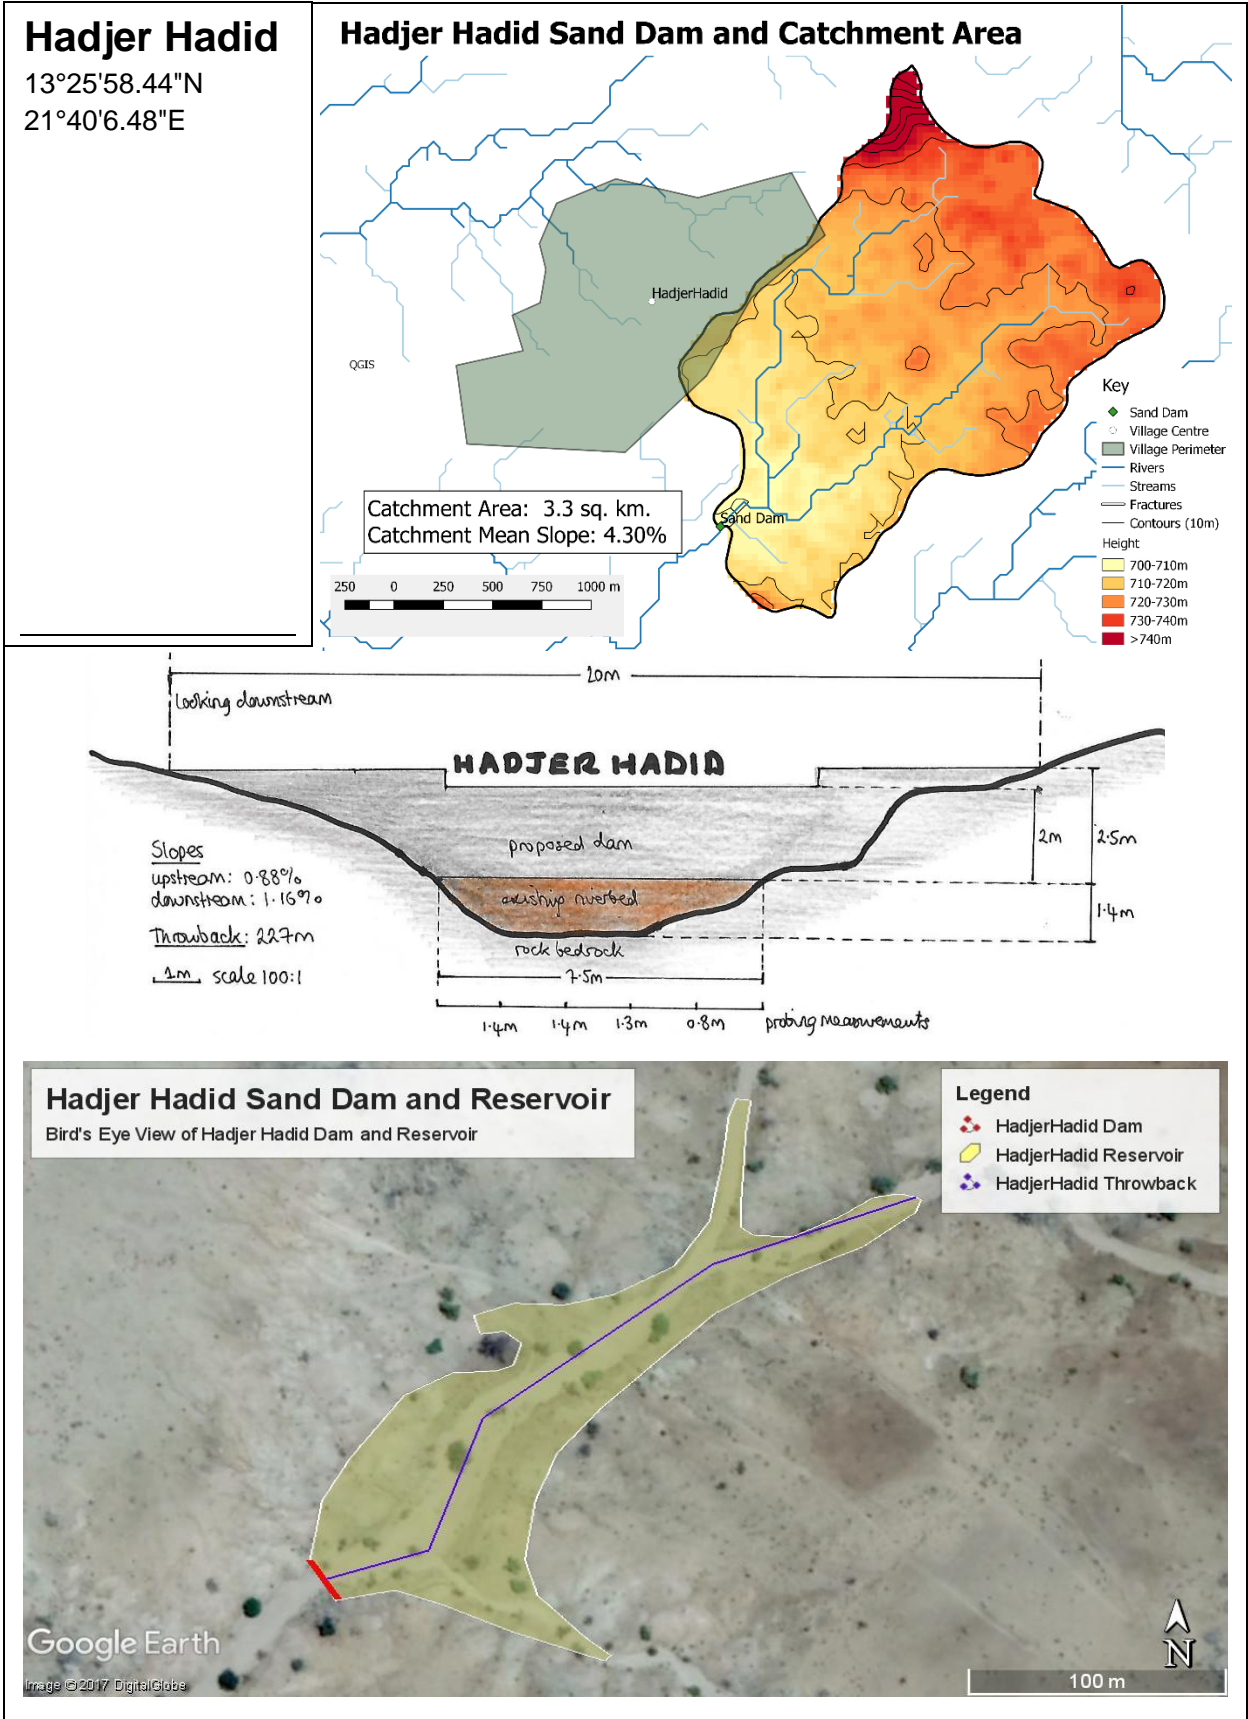 Hadjer Hadid
13°25'58.44"N
21°40'6.48"E
Hadjer Hadid Sand Dam and Catchment Area
HadjerHadid
QGIS
Sand Dam
Catchment Area: 3.3 sq. km.
Catchment Mean Slope: 4.30%
250 0 250 500 750 1000 m
Key
Sand Dam
Village Centre
Village Perimeter
Rivers
Streams
Fractures
Contours (10m)
Height
700-710m
710-720m
720-730m
730-740m
>740m
20m
looking downstream
HADJER HADID
proposed dam
existing riverbed
rock bedrock
7.5m
2m
2.5m
1.4m
Slopes
upstream: 0.88%
downstream: 1.16%
Throwback: 227m
1m scale 100:1
1.4m 1.4m 1.3m 0.8m probing measurements
Hadjer Hadid Sand Dam and Reservoir
Bird's Eye View of Hadjer Hadid Dam and Reservoir
Legend
HadjerHadid Dam
HadjerHadid Reservoir
HadjerHadid Throwback
Google Earth
Image © 2017 DigitalGlobe
N
100 m